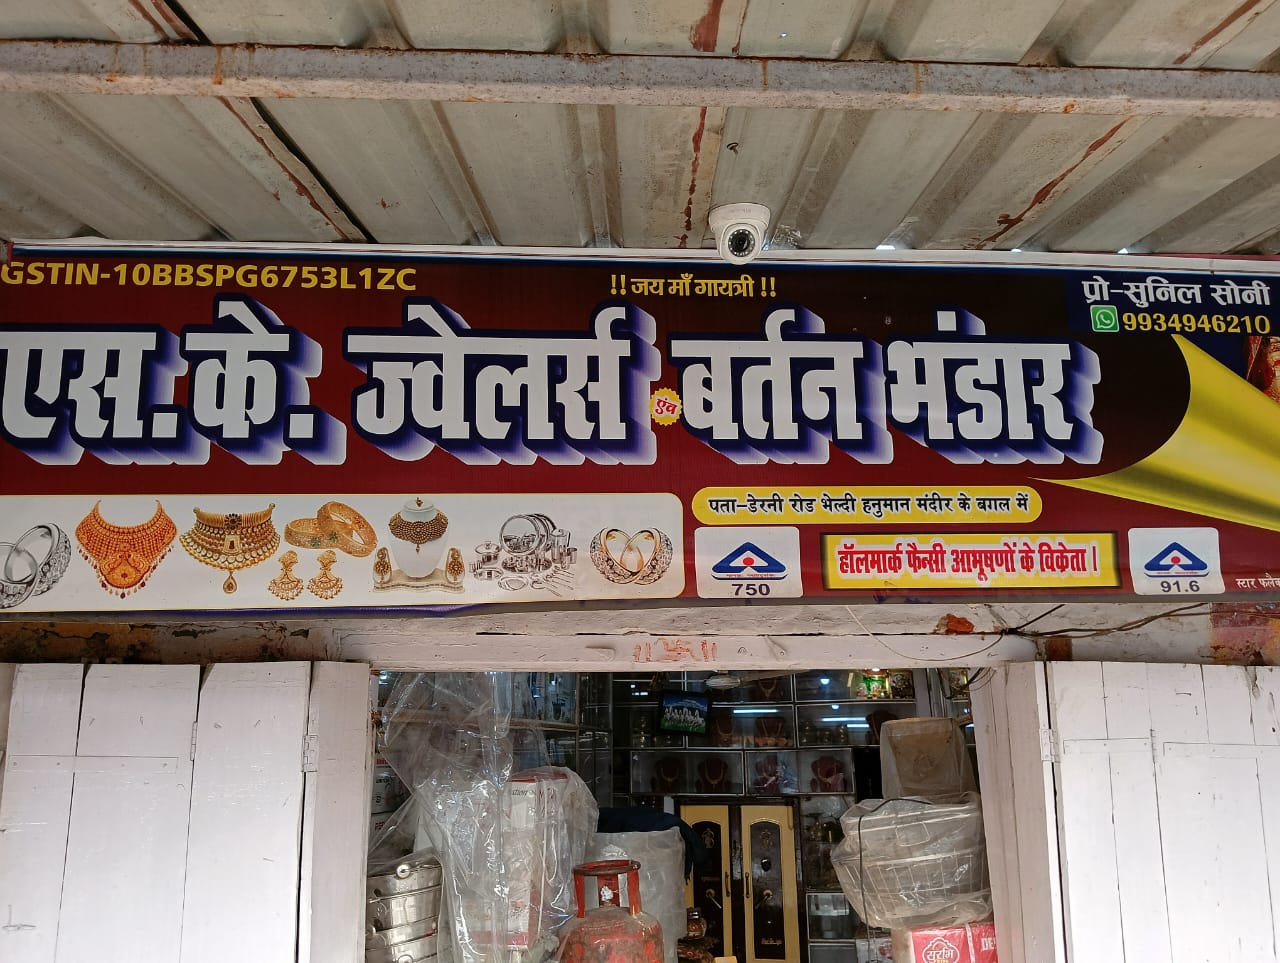 GSTIN-10BBSPG6753L1ZC
!! जय माँ गायत्री !!
प्रो-सुनिल सोनी
9934946210
एस. के. ज्वेलर्स एंव बर्तन भंडार
पता-डेरनी रोड भेल्दी हनुमान मंदीर के बगल में
750
हॉलमार्क फैन्सी आभूषणों के विक्रेता।
91.6
सुरभि